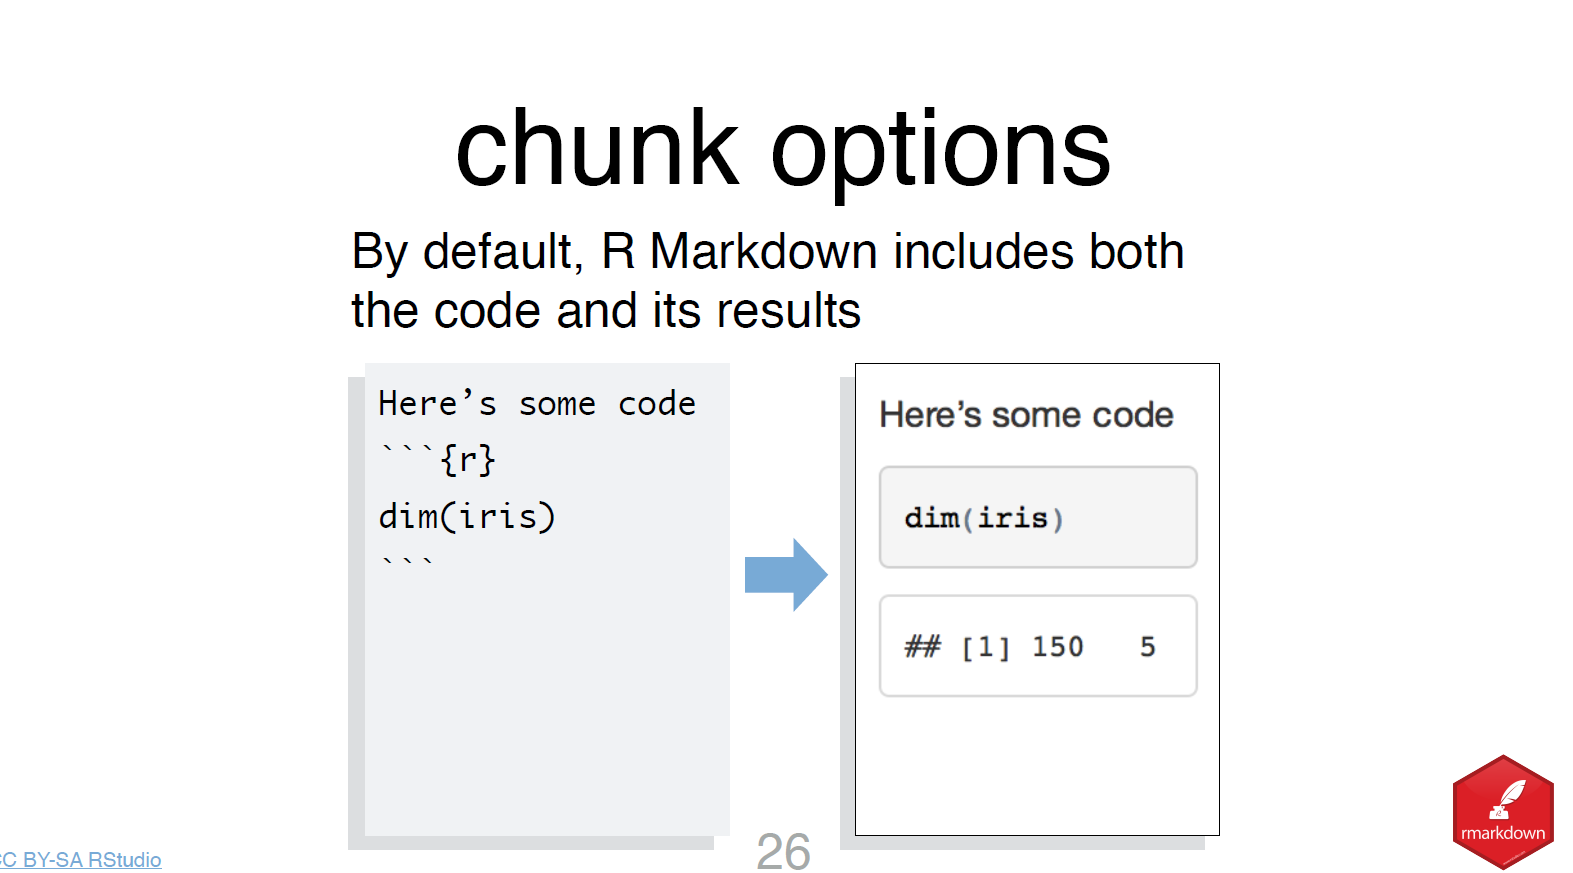 chunk options
By default, R Markdown includes both
the code and its results
Here’s some code
```{r}
dim(iris)
```
Here’s some code
dim(iris)
## [1] 150   5
rmarkdown
CC BY-SA RStudio
26